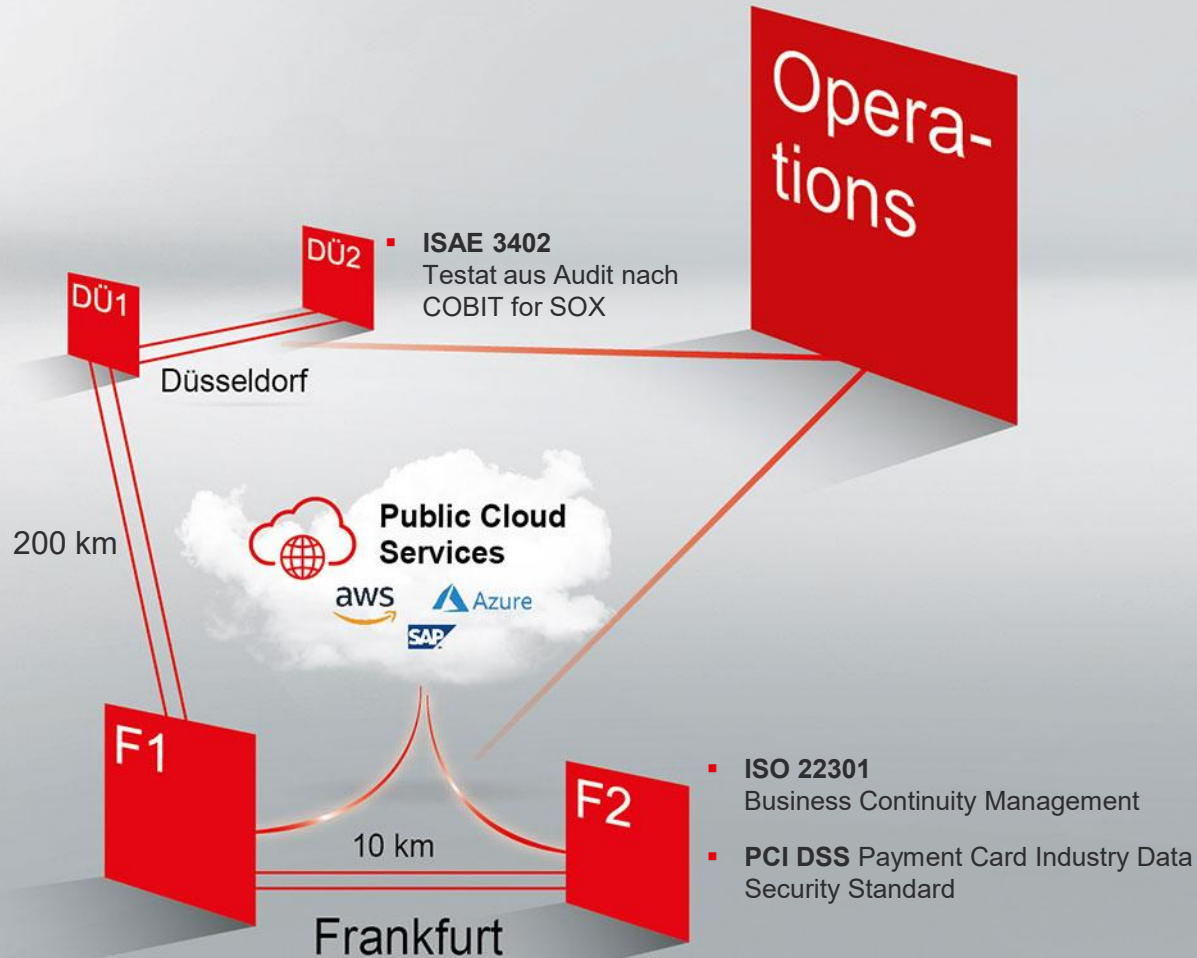 Opera-
tions
DÜ2
▪ ISAE 3402
Testat aus Audit nach
COBIT for SOX
DÜ1
Düsseldorf
200 km
Public Cloud
Services
aws
Azure
SAP
F1
F2
10 km
Frankfurt
▪ ISO 22301
Business Continuity Management
▪ PCI DSS Payment Card Industry Data
Security Standard